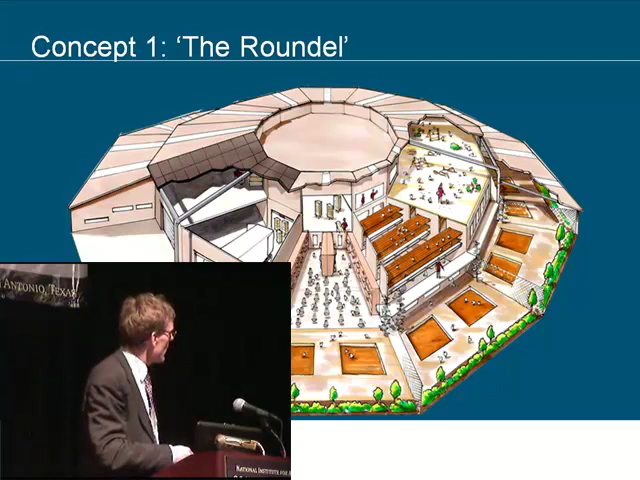 Concept 1: ‘The Roundel’
ANTONIO, TEXAS
NATIONAL INSTITUTE FOR